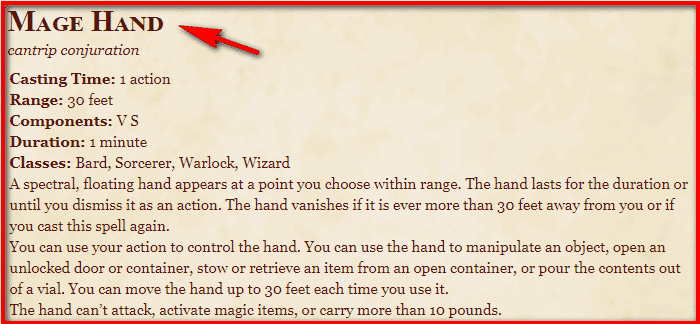 Mage Hand
cantrip conjuration
Casting Time: 1 action
Range: 30 feet
Components: V S
Duration: 1 minute
Classes: Bard, Sorcerer, Warlock, Wizard
A spectral, floating hand appears at a point you choose within range. The hand lasts for the duration or
until you dismiss it as an action. The hand vanishes if it is ever more than 30 feet away from you or if
you cast this spell again.
You can use your action to control the hand. You can use the hand to manipulate an object, open an
unlocked door or container, stow or retrieve an item from an open container, or pour the contents out
of a vial. You can move the hand up to 30 feet each time you use it.
The hand can't attack, activate magic items, or carry more than 10 pounds.